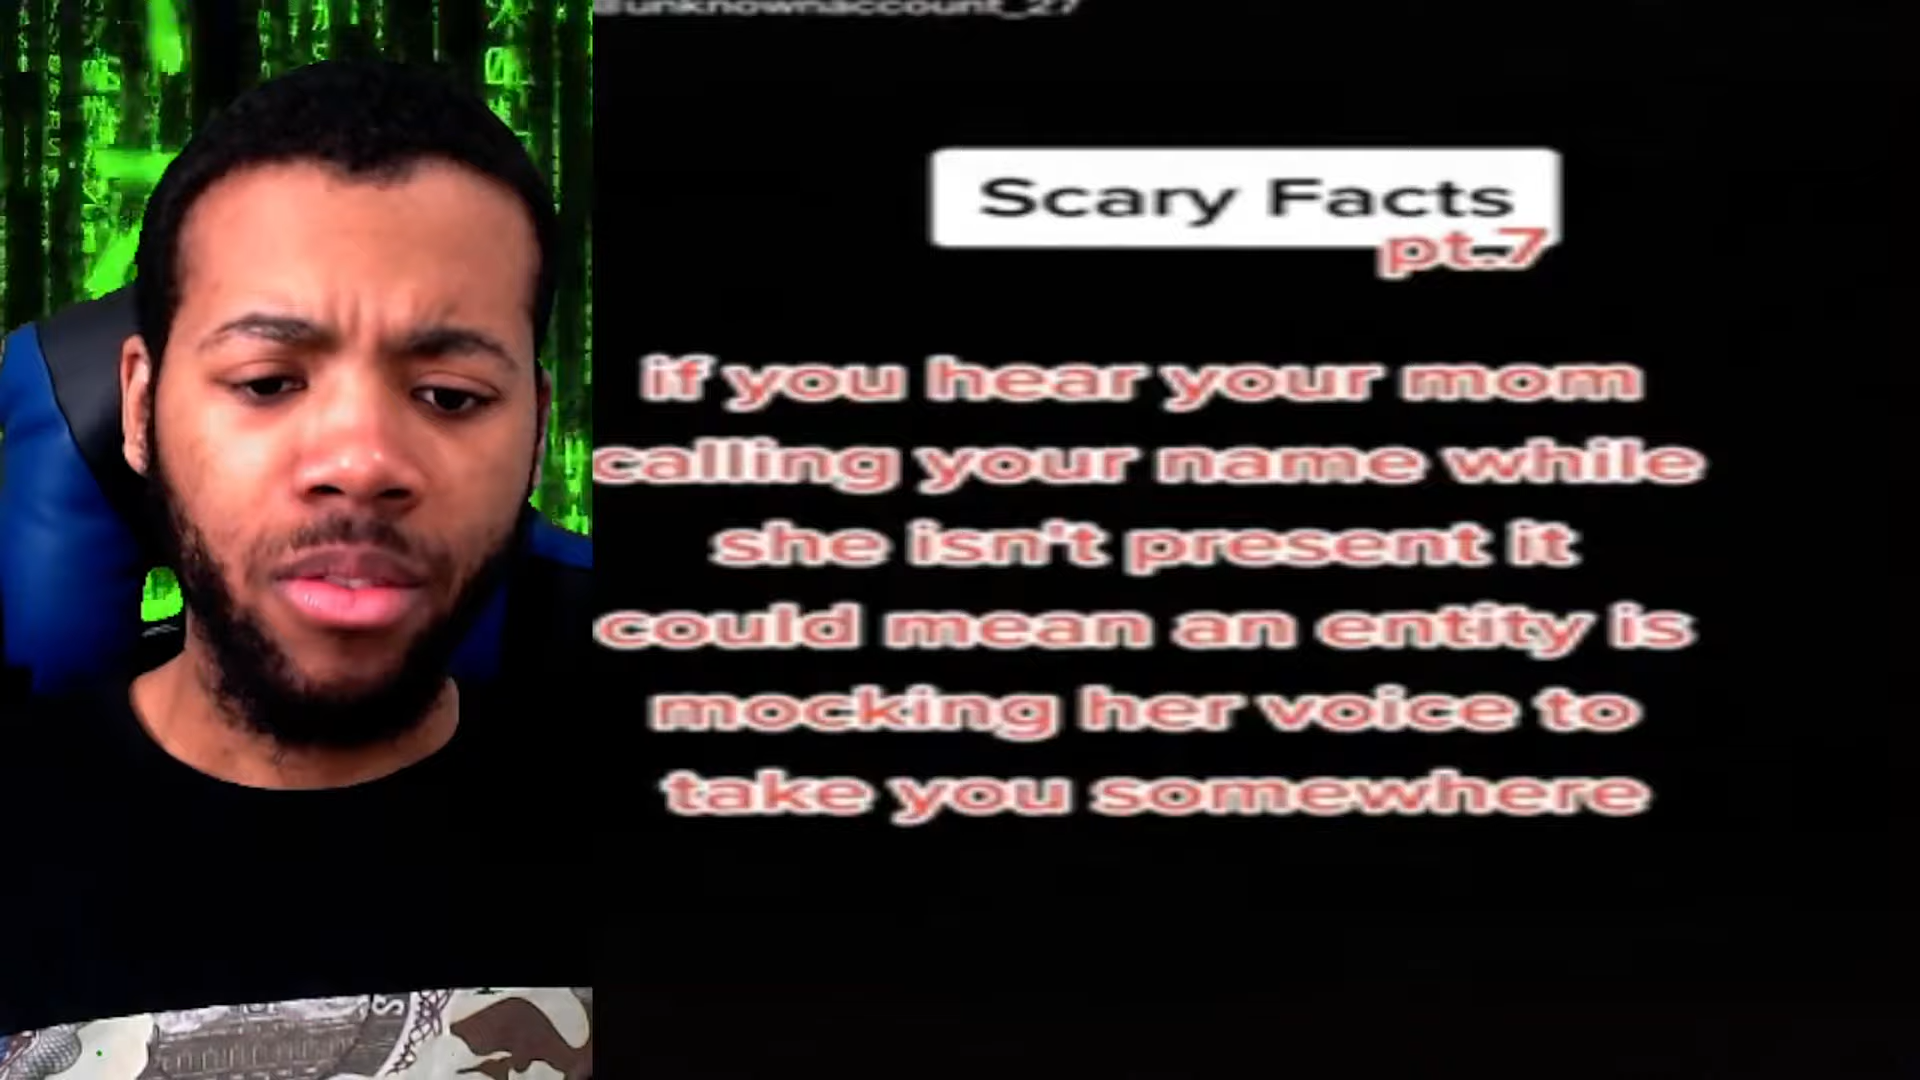 @unknownaccount_27
Scary Facts
pt.7
if you hear your mom
calling your name while
she isn't present it
could mean an entity is
mocking her voice to
take you somewhere